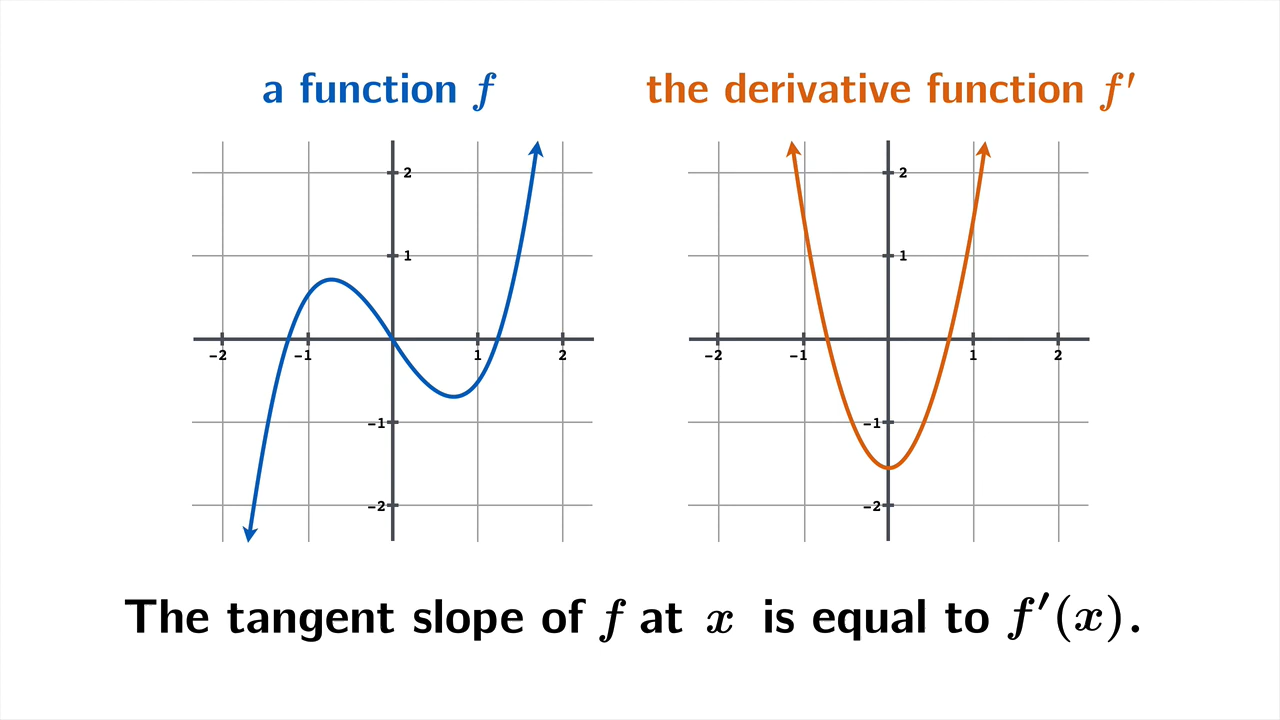 a function f
the derivative function f′
2 2
1 1
-2 -1 1 2 -2 -1 1 2
-1 -1
-2 -2
The tangent slope of f at x is equal to f′(x).